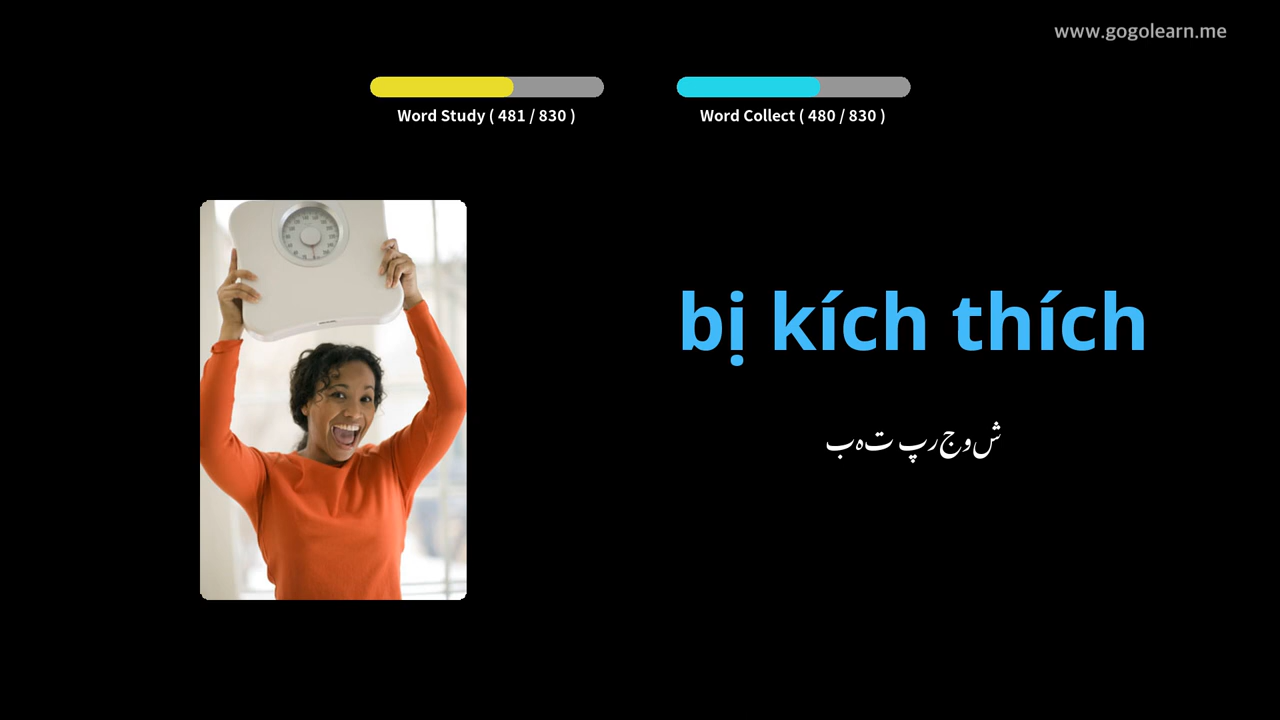 www.gogolearn.me
Word Study ( 481 / 830 )
Word Collect ( 480 / 830 )
bị kích thích
بہت پرجوش